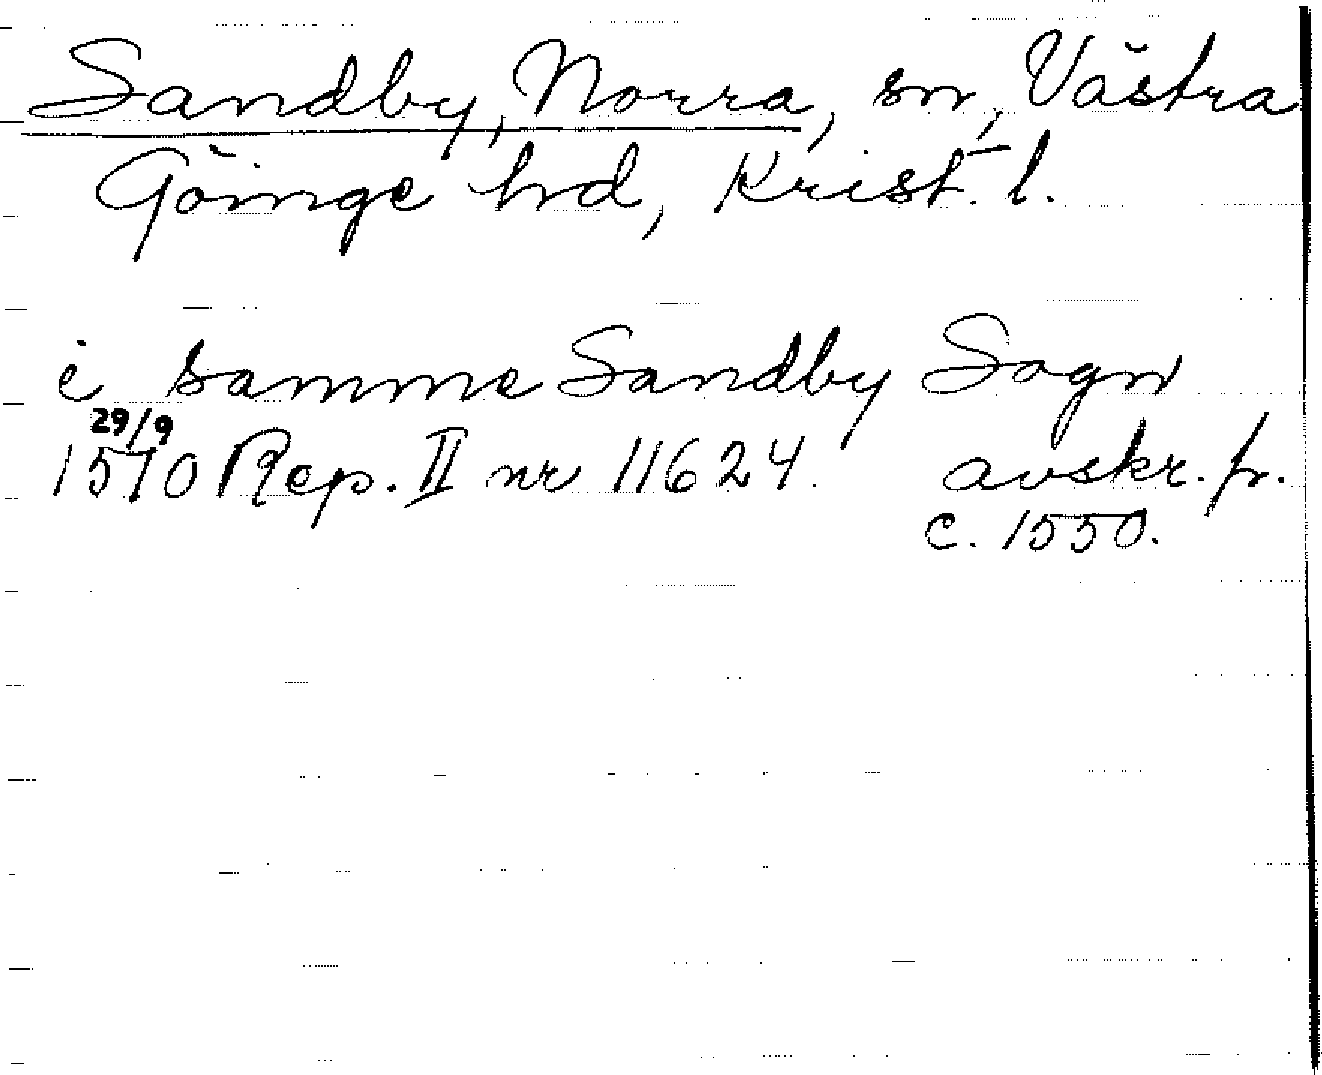 Sandby, Norra, sn, Västra
Göinge hd, Krist. l.
i samme Sandby Sogn
29/9
1510 Rep. II nr 11624. avskr. fr.
c. 1550.